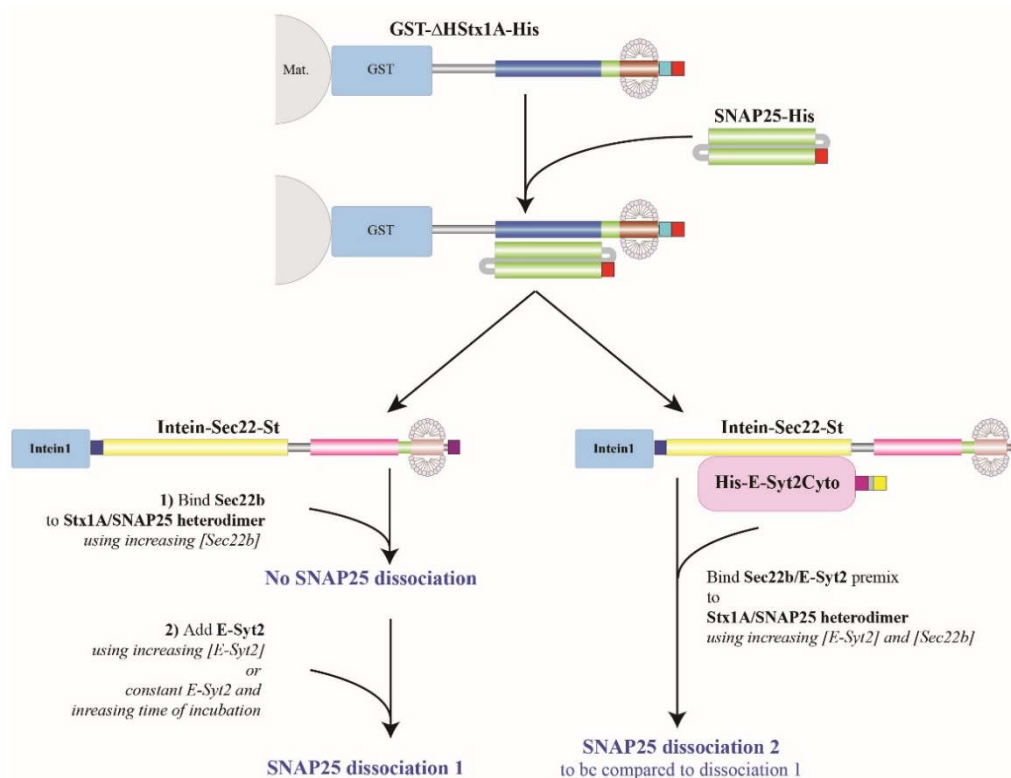 GST-ΔHStx1A-His
Mat.
GST
SNAP25-His
GST
Intein-Sec22-St
Intein1
1) Bind Sec22b
to Stx1A/SNAP25 heterodimer
using increasing [Sec22b]
No SNAP25 dissociation
2) Add E-Syt2
using increasing [E-Syt2]
or
constant E-Syt2 and
inreasing time of incubation
SNAP25 dissociation 1
Intein-Sec22-St
Intein1
His-E-Syt2Cyto
Bind Sec22b/E-Syt2 premix
to
Stx1A/SNAP25 heterodimer
using increasing [E-Syt2] and [Sec22b]
SNAP25 dissociation 2
to be compared to dissociation 1